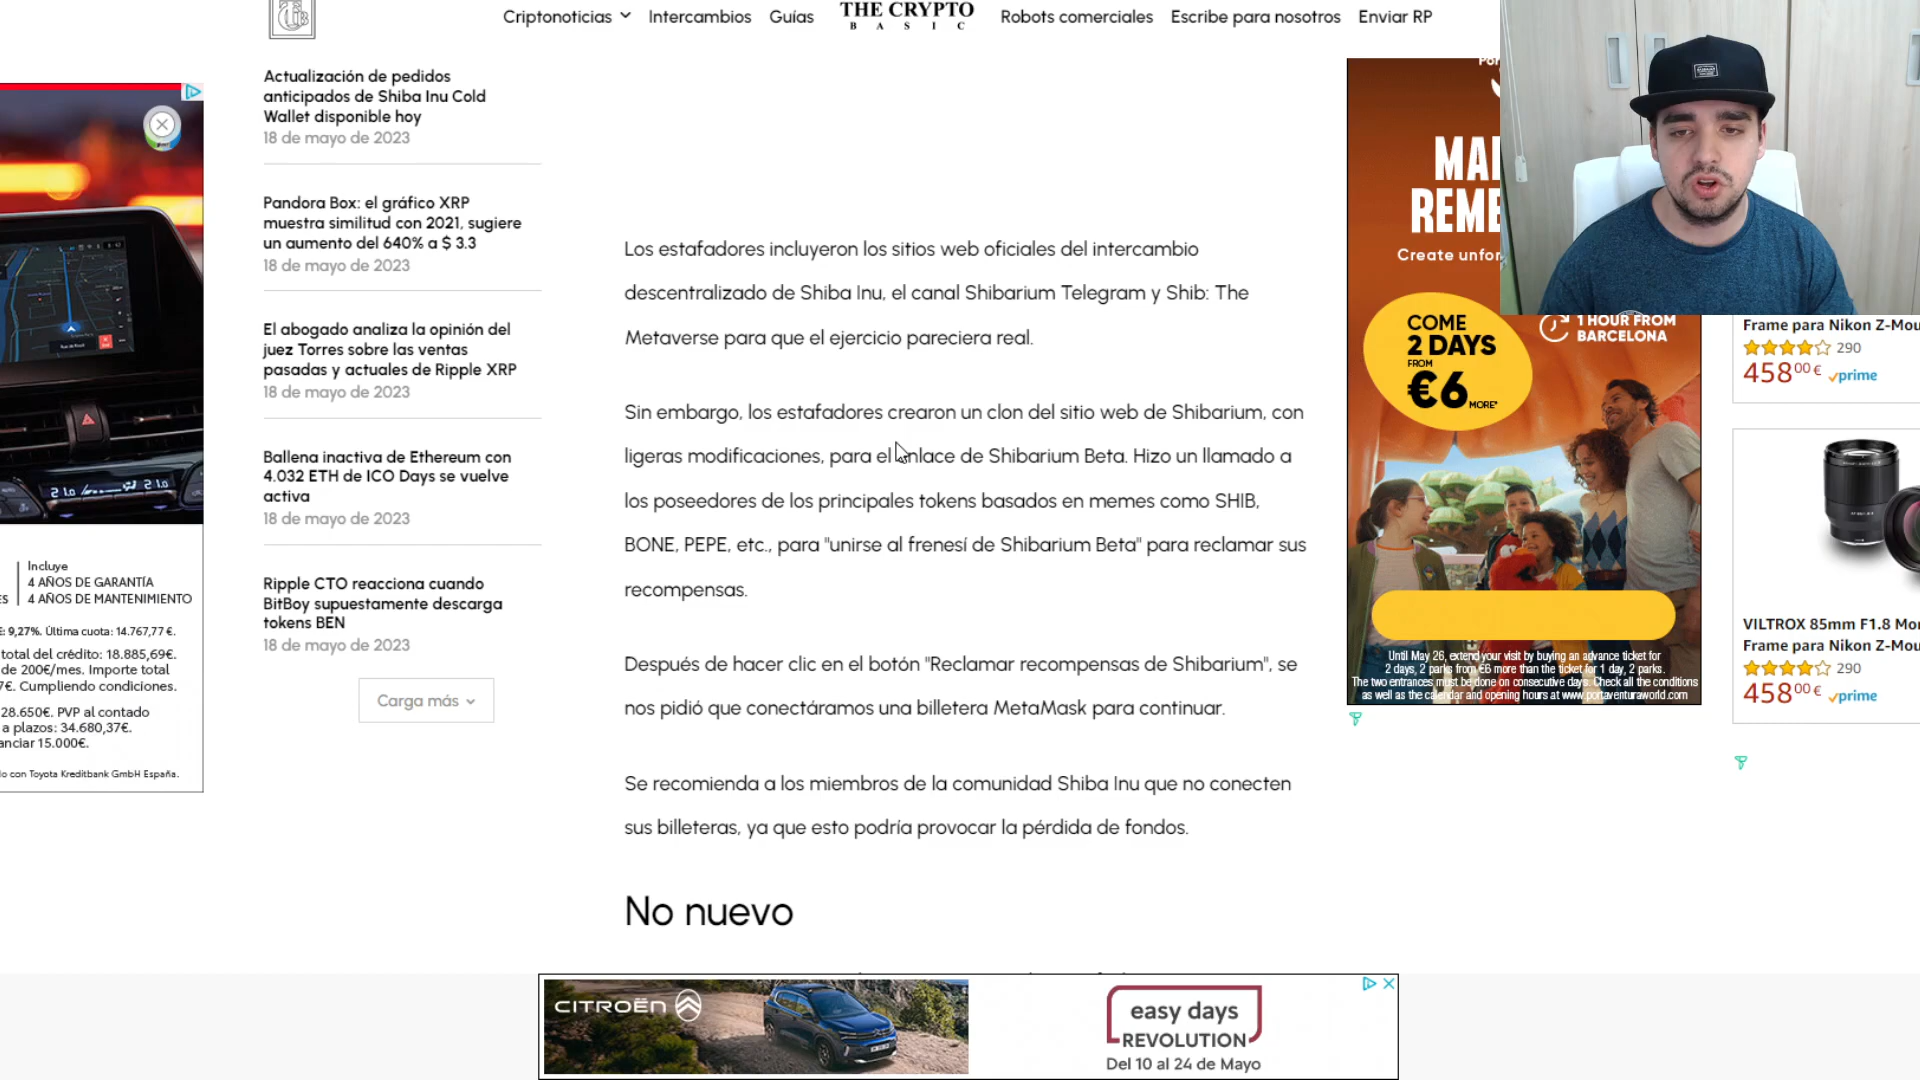 Criptonoticias
Intercambios
Guías
THE CRYPTO
BASIC
Robots comerciales
Escribe para nosotros
Enviar RP
Actualización de pedidos
anticipados de Shiba Inu Cold
Wallet disponible hoy
18 de mayo de 2023
Pandora Box: el gráfico XRP
muestra similitud con 2021, sugiere
un aumento del 640% a $ 3.3
18 de mayo de 2023
El abogado analiza la opinión del
juez Torres sobre las ventas
pasadas y actuales de Ripple XRP
18 de mayo de 2023
Ballena inactiva de Ethereum con
4.032 ETH de ICO Days se vuelve
activa
18 de mayo de 2023
Ripple CTO reacciona cuando
BitBoy supuestamente descarga
tokens BEN
18 de mayo de 2023
Carga más
Los estafadores incluyeron los sitios web oficiales del intercambio
descentralizado de Shiba Inu, el canal Shibarium Telegram y Shib: The
Metaverse para que el ejercicio pareciera real.
Sin embargo, los estafadores crearon un clon del sitio web de Shibarium, con
ligeras modificaciones, para el enlace de Shibarium Beta. Hizo un llamado a
los poseedores de los principales tokens basados en memes como SHIB,
BONE, PEPE, etc., para "unirse al frenesí de Shibarium Beta" para reclamar sus
recompensas.
Después de hacer clic en el botón "Reclamar recompensas de Shibarium", se
nos pidió que conectáramos una billetera MetaMask para continuar.
Se recomienda a los miembros de la comunidad Shiba Inu que no conecten
sus billeteras, ya que esto podría provocar la pérdida de fondos.
No nuevo
Incluye
4 AÑOS DE GARANTÍA
4 AÑOS DE MANTENIMIENTO
E: 9,27%. Última cuota: 14.767,77 €.
total del crédito: 18.885,69€.
de 200€/mes. Importe total
7€. Cumpliendo condiciones.
28.650€. PVP al contado
a plazos: 34.680,37€.
anciar 15.000€.
do con Toyota Kreditbank GmbH España.
MA
REME
Create unfor
COME
2 DAYS
FROM
€6
MORE*
1 HOUR FROM
BARCELONA
Until May 26, extend your visit by buying an advance ticket for
2 days, 2 parks from €6 more than the ticket for 1 day, 2 parks.
The two entrances must be done on consecutive days. Check all the conditions
as well as the calendar and opening hours at www.portaventuraworld.com
Frame para Nikon Z-Mou
290
458 00 €
prime
VILTROX 85mm F1.8 Mo
Frame para Nikon Z-Mou
290
458 00 €
prime
CITROËN
easy days
REVOLUTION
Del 10 al 24 de Mayo